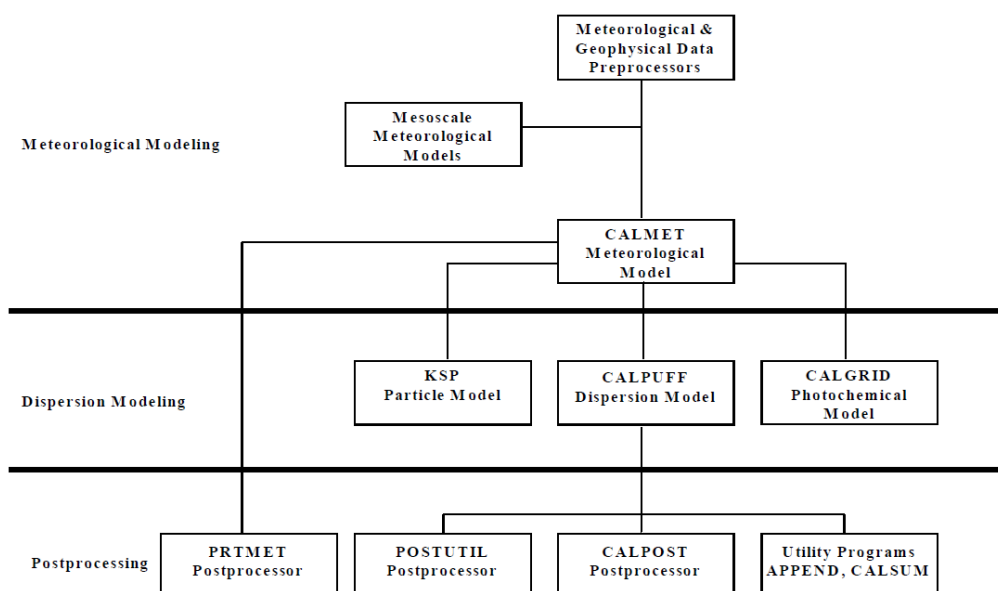 Meteorological &
Geophysical Data
Preprocessors
Mesoscale
Meteorological
Models
Meteorological Modeling
CALMET
Meteorological
Model
KSP
Particle Model
CALPUFF
Dispersion Model
CALGRID
Photochemical
Model
Dispersion Modeling
PRTMET
Postprocessor
POSTUTIL
Postprocessor
CALPOST
Postprocessor
Utility Programs
APPEND, CALSUM
Postprocessing